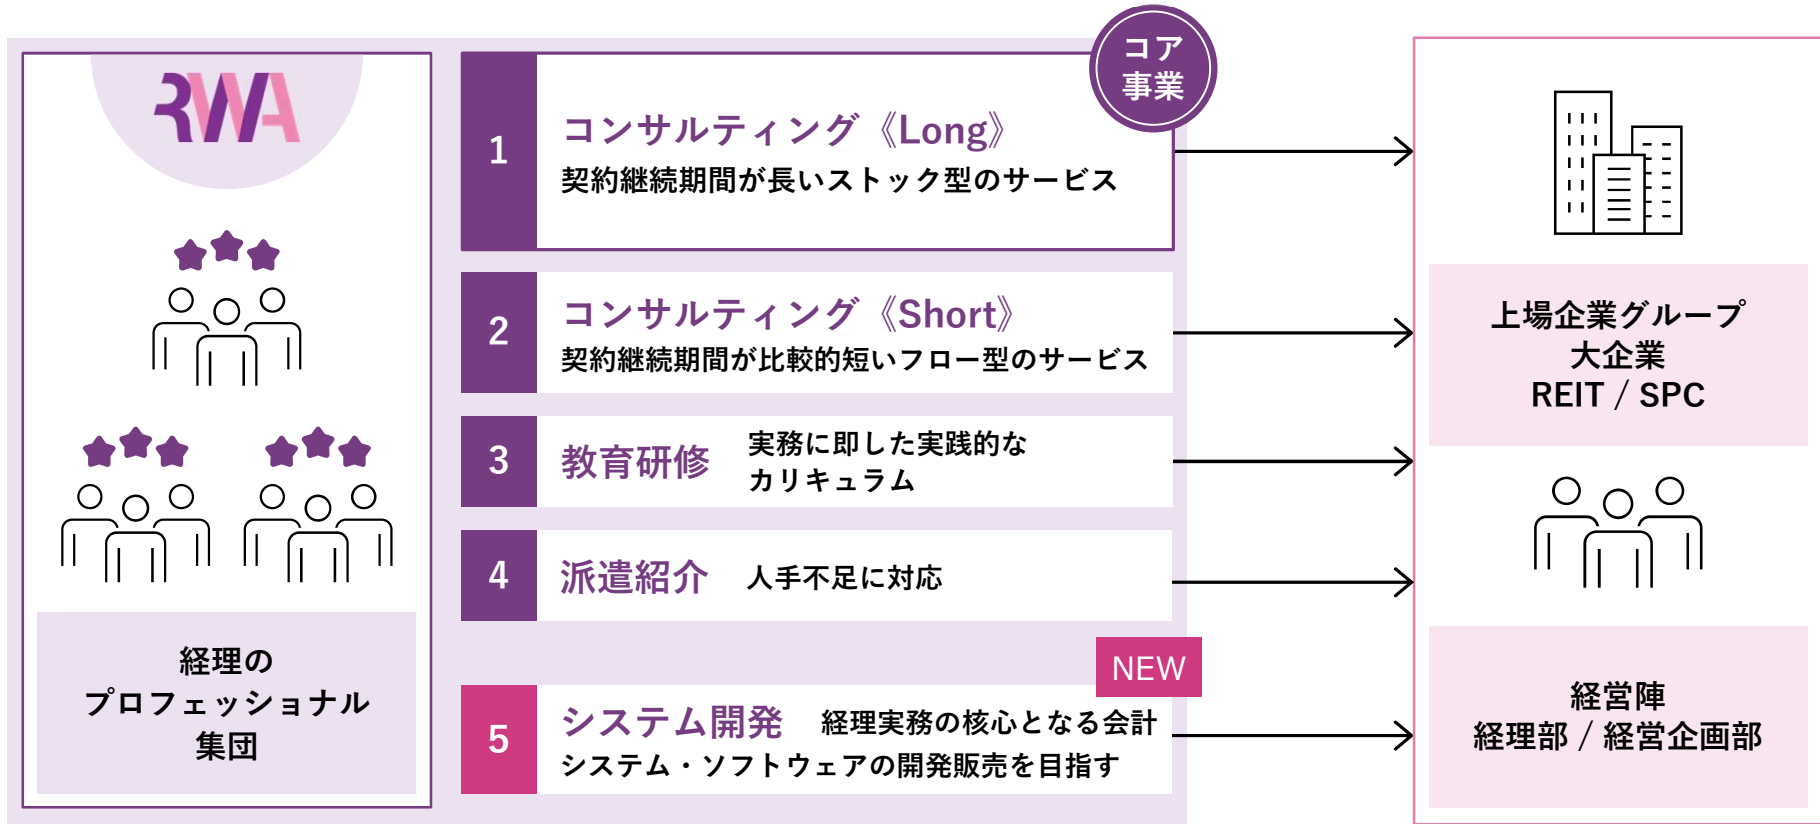 RWA
経理の
プロフェッショナル
集団
コア
事業
1
コンサルティング《Long》
契約継続期間が長いストック型のサービス
2
コンサルティング《Short》
契約継続期間が比較的短いフロー型のサービス
3
教育研修
実務に即した実践的な
カリキュラム
4
派遣紹介 人手不足に対応
NEW
5
システム開発 経理実務の核心となる会計
システム・ソフトウェアの開発販売を目指す
上場企業グループ
大企業
REIT / SPC
経営陣
経理部 / 経営企画部